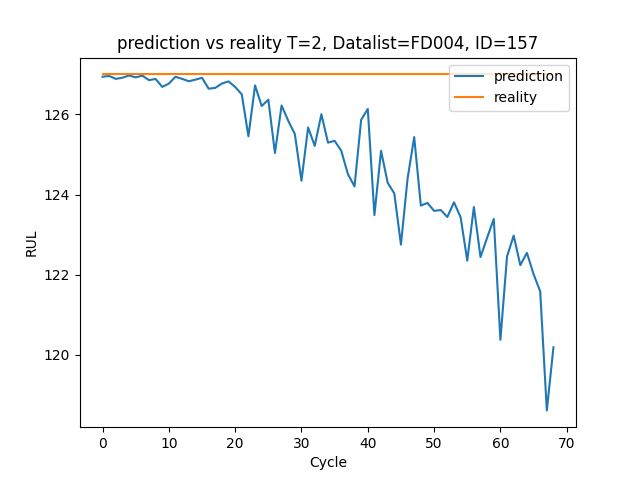 prediction vs reality T=2, Datalist=FD004, ID=157
prediction
reality
126
124
122
120
RUL
0 10 20 30 40 50 60 70
Cycle